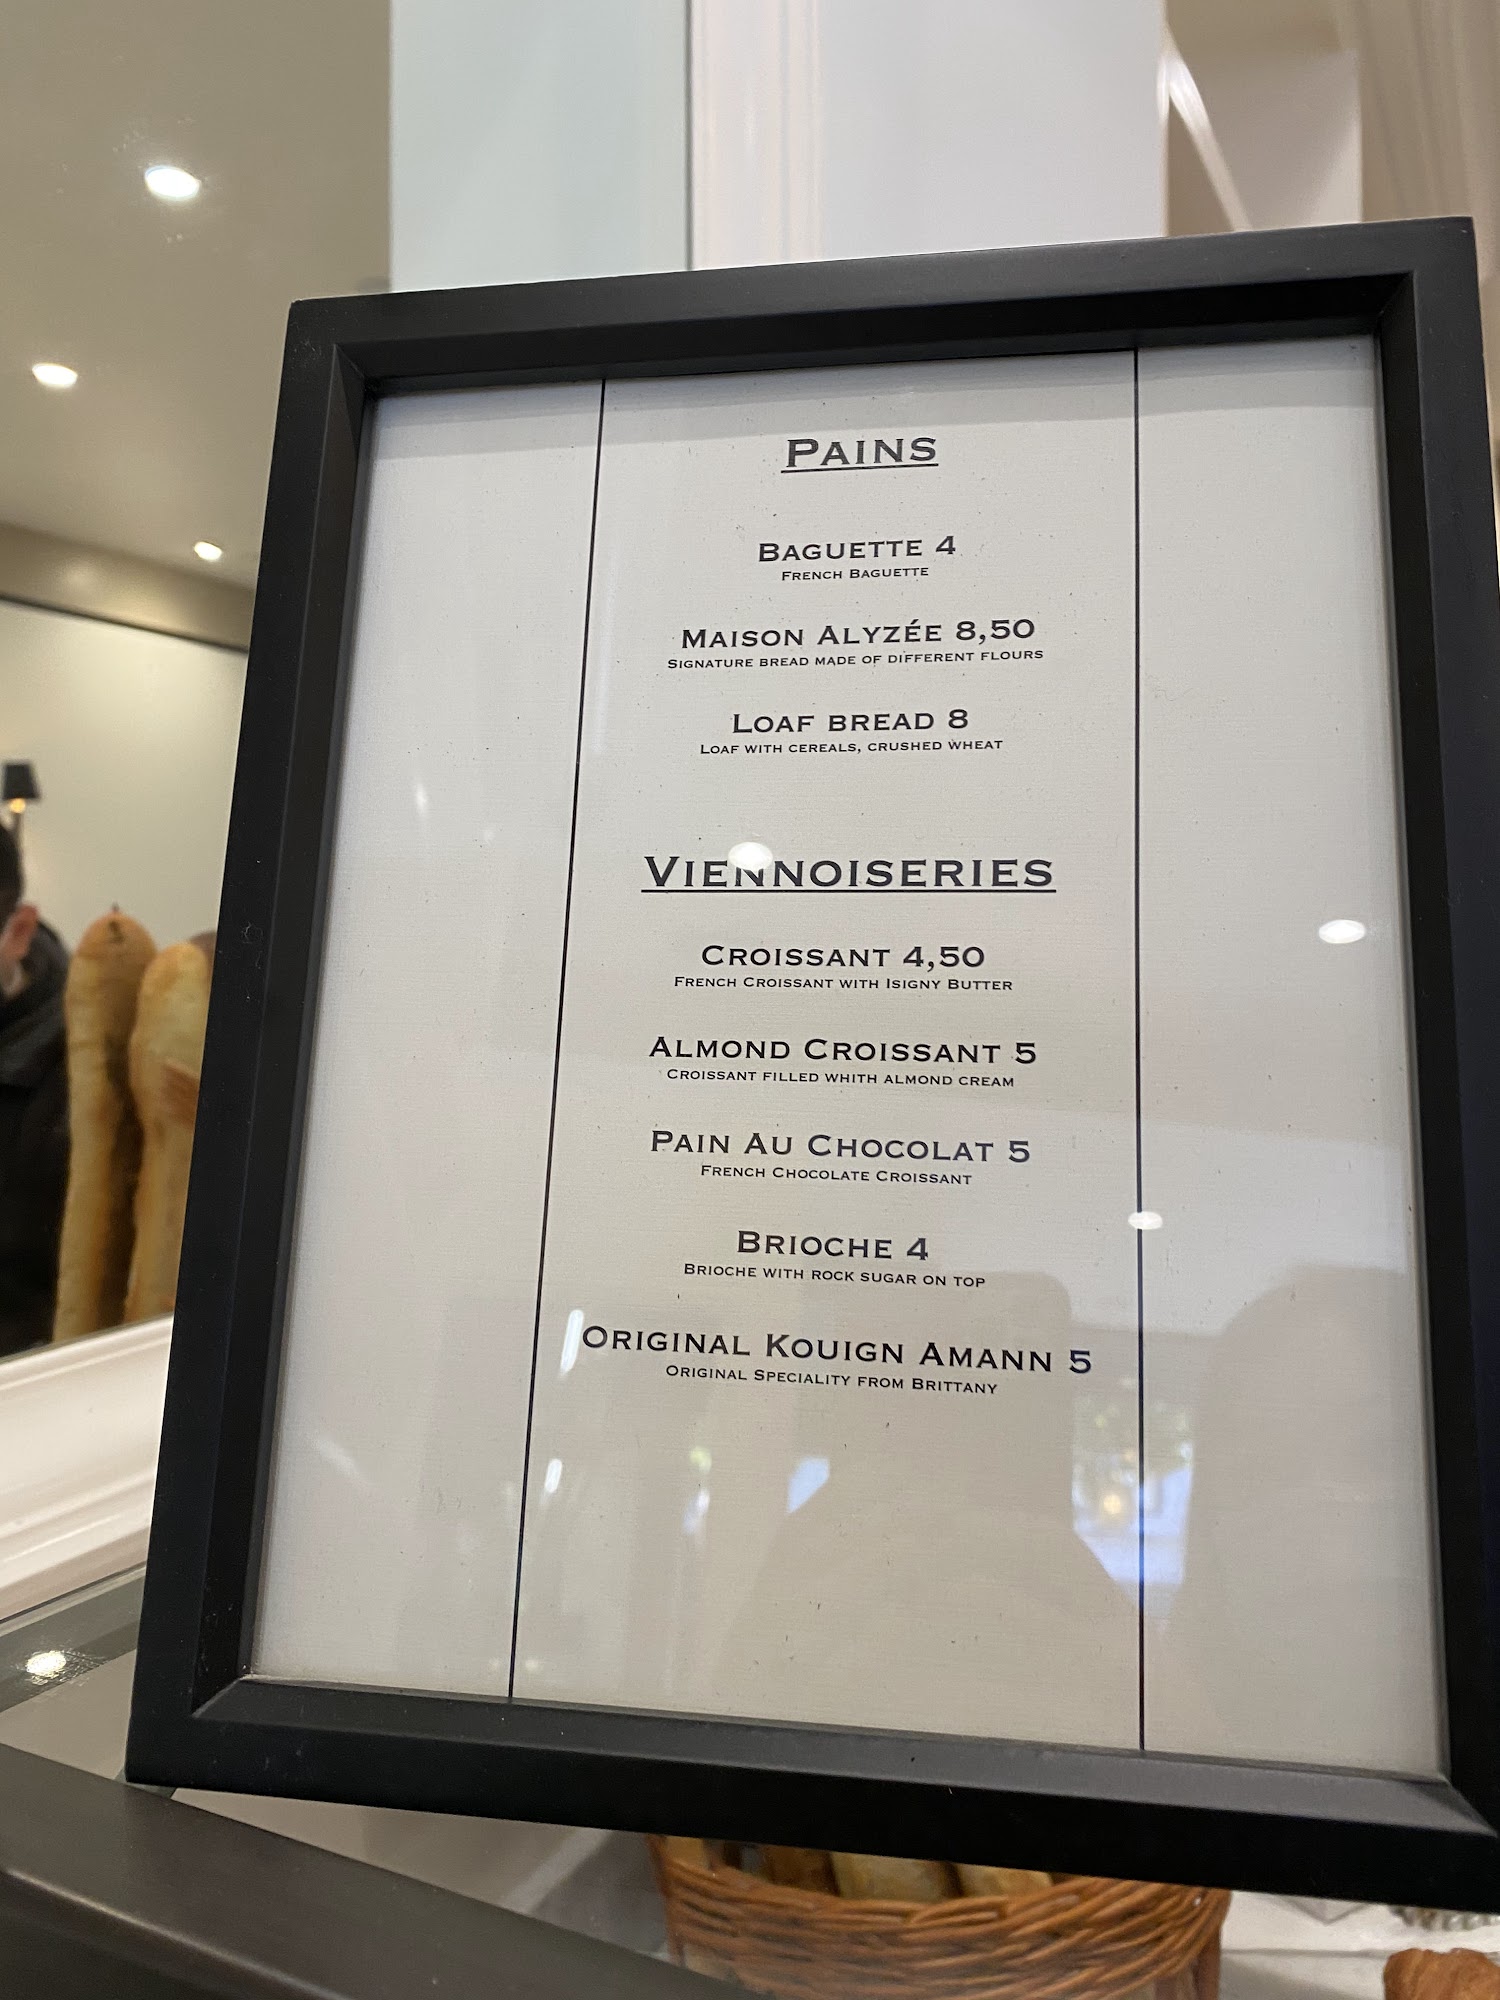 Pains
Baguette 4
French Baguette
Maison Alyzée 8,50
Signature bread made of different flours
Loaf bread 8
Loaf with cereals, crushed wheat
Viennoiseries
Croissant 4,50
French Croissant with Isigny Butter
Almond Croissant 5
Croissant filled whith almond cream
Pain Au Chocolat 5
French Chocolate Croissant
Brioche 4
Brioche with rock sugar on top
Original Kouign Amann 5
Original Speciality from Brittany